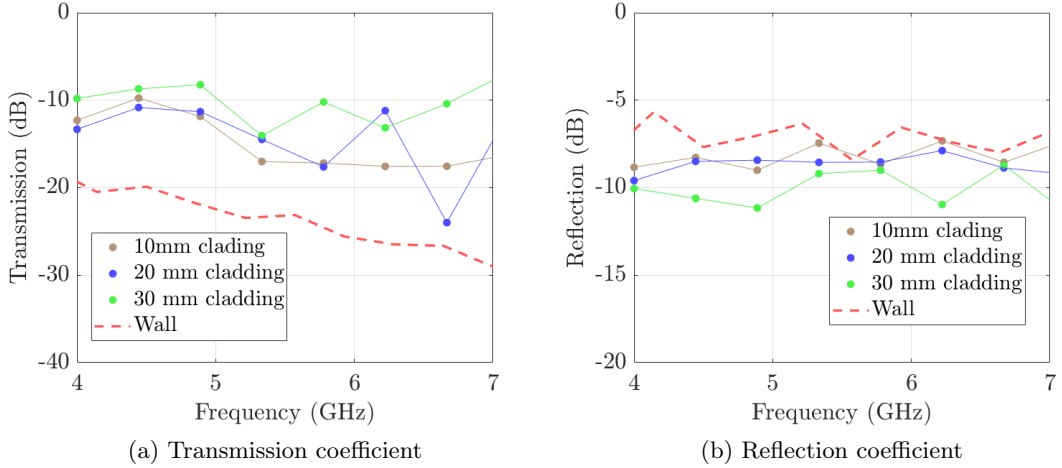 0
-10
-20
-30
-40
Transmission (dB)
10mm clading
20 mm cladding
30 mm cladding
Wall
4 5 6 7
Frequency (GHz)
(a) Transmission coefficient
0
-5
-10
-15
-20
Reflection (dB)
10mm clading
20 mm cladding
30 mm cladding
Wall
4 5 6 7
Frequency (GHz)
(b) Reflection coefficient